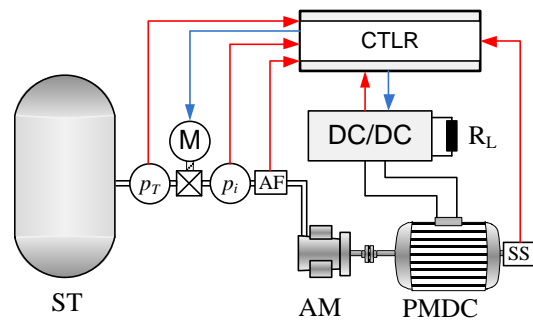 CTLR
M
DC/DC
R_L
p_T
p_i
AF
SS
ST
AM
PMDC